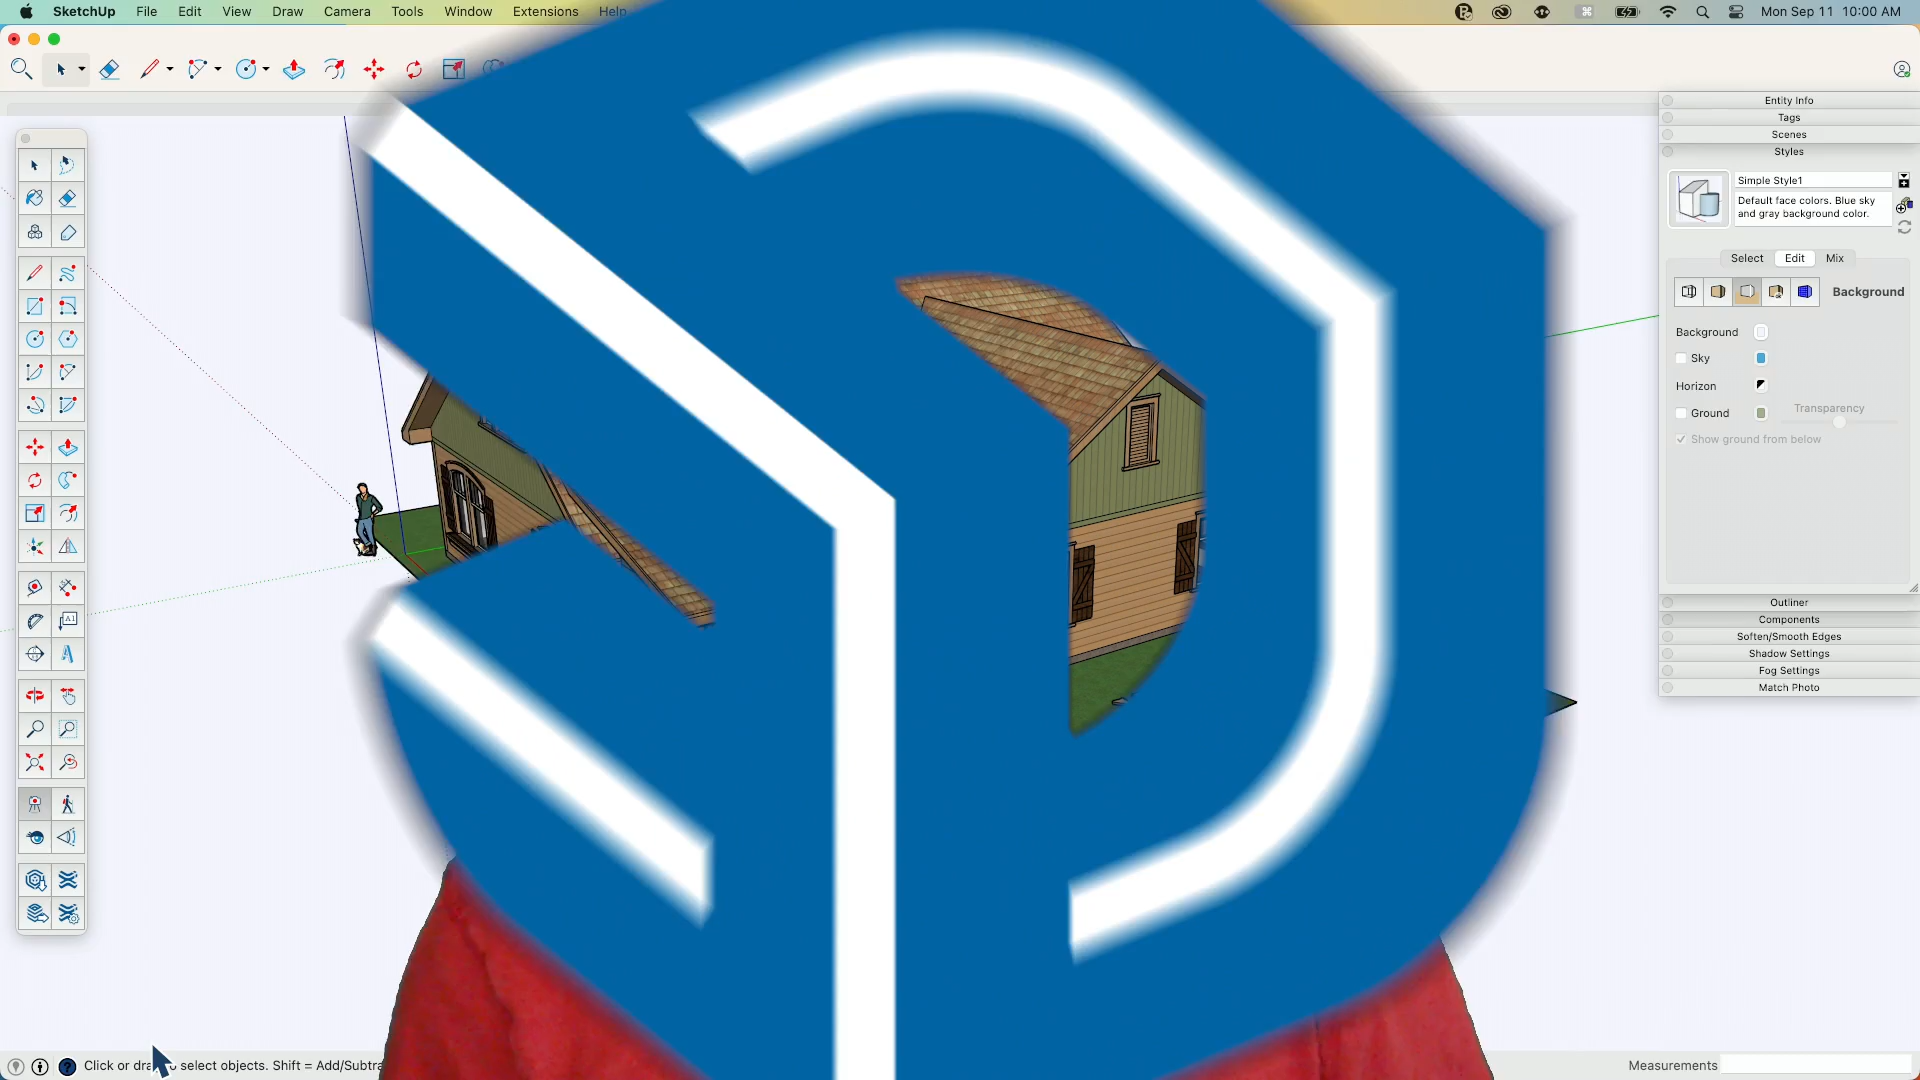 SketchUp File Edit View Draw Camera Tools Window Extensions Help
Mon Sep 11 10:00 AM
Entity Info
Tags
Scenes
Styles
Simple Style1
Default face colors. Blue sky
and gray background color.
Select Edit Mix
Background
Background
Sky
Horizon
Ground
Transparency
Show ground from below
Outliner
Components
Soften/Smooth Edges
Shadow Settings
Fog Settings
Match Photo
Click or select objects. Shift =
Measurements